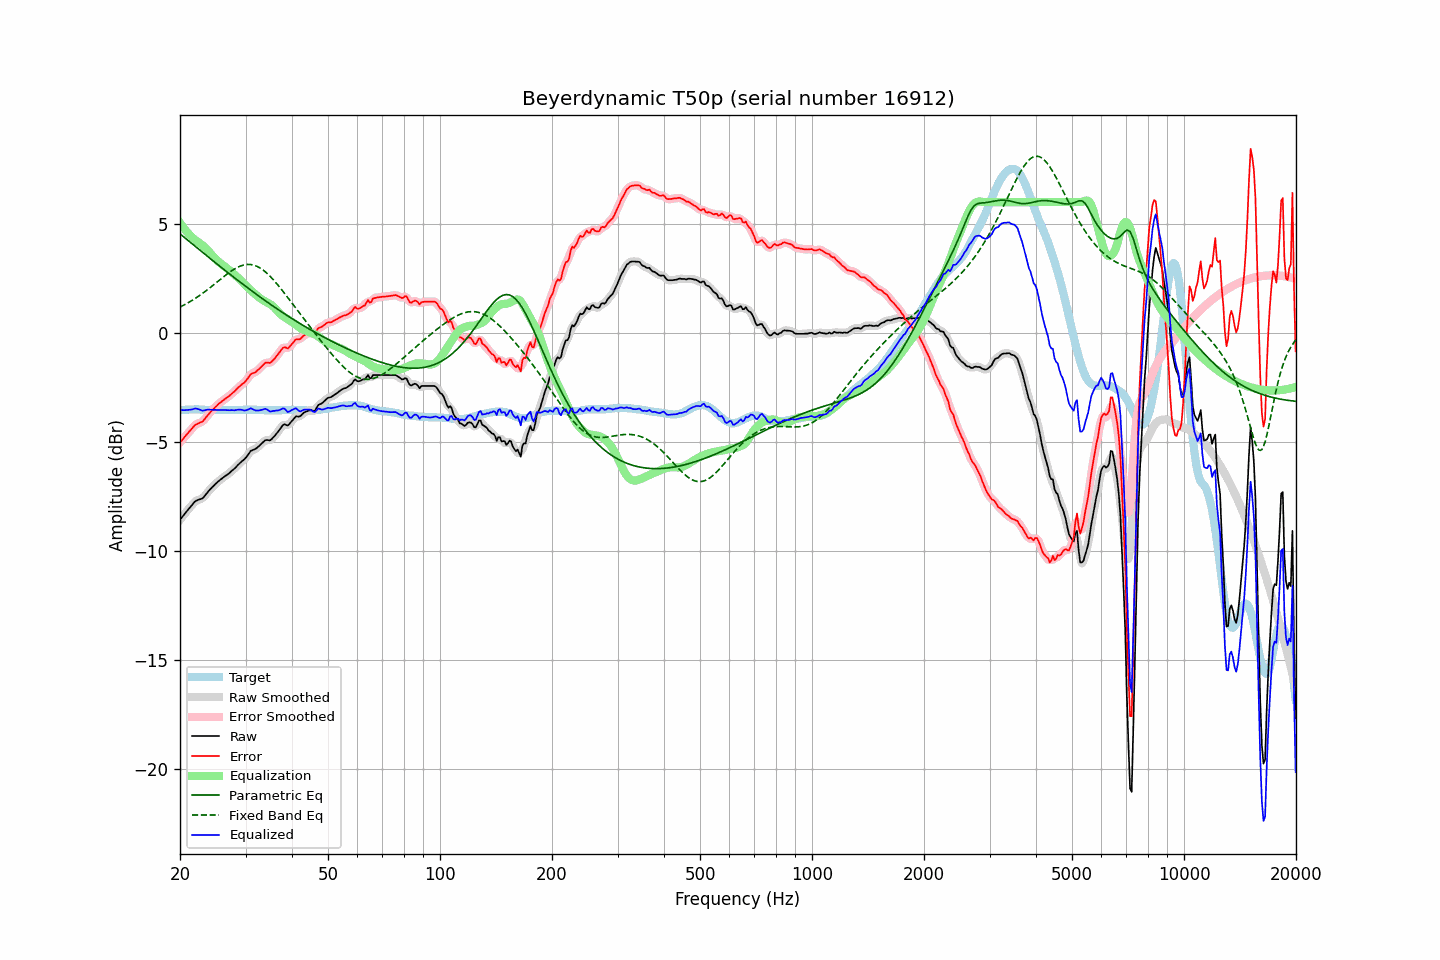 Beyerdynamic T50p (serial number 16912)
Amplitude (dBr)
5
0
−5
−10
−15
−20
Target
Raw Smoothed
Error Smoothed
Raw
Error
Equalization
Parametric Eq
Fixed Band Eq
Equalized
20 50 100 200 500 1000 2000 5000 10000 20000
Frequency (Hz)